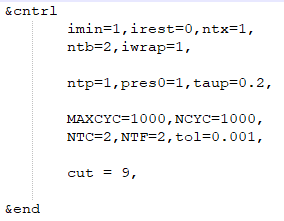 &cntrl
imin=1,irest=0,ntx=1,
ntb=2,iwrap=1,
ntp=1,pres0=1,taup=0.2,
MAXCYC=1000,NCYC=1000,
NTC=2,NTF=2,tol=0.001,
cut = 9,
&end